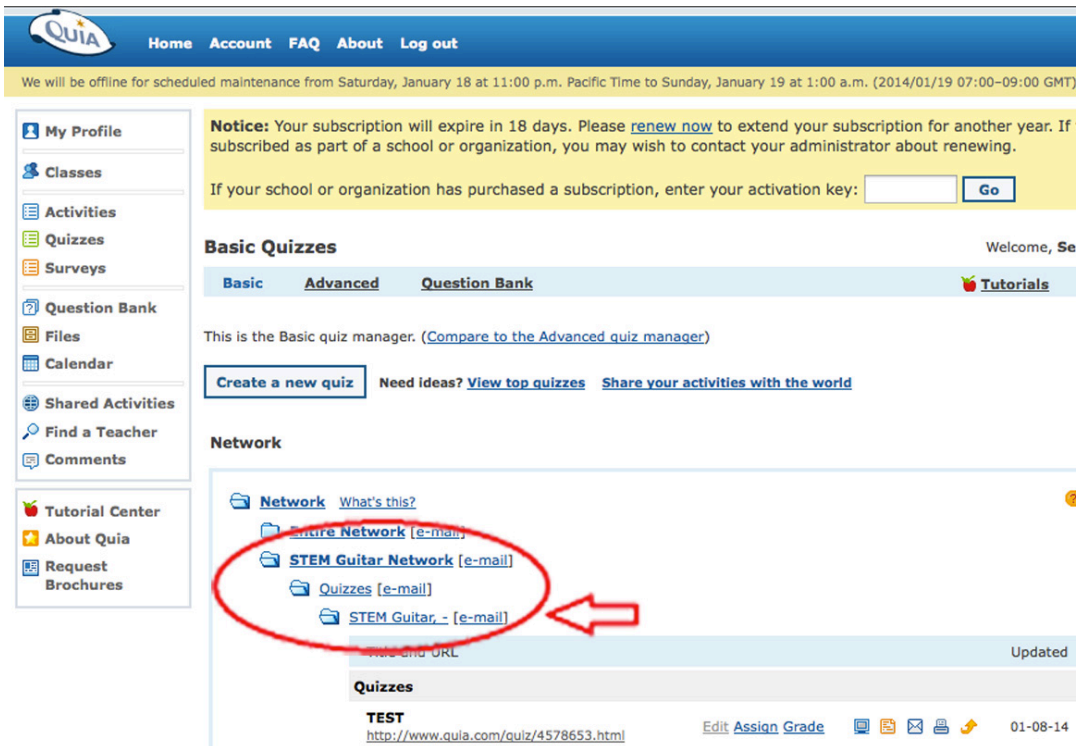 QUIA
Home Account FAQ About Log out
We will be offline for scheduled maintenance from Saturday, January 18 at 11:00 p.m. Pacific Time to Sunday, January 19 at 1:00 a.m. (2014/01/19 07:00-09:00 GMT)
My Profile
Classes
Activities
Quizzes
Surveys
Question Bank
Files
Calendar
Shared Activities
Find a Teacher
Comments
Tutorial Center
About Quia
Request
Brochures
Notice: Your subscription will expire in 18 days. Please renew now to extend your subscription for another year. If
subscribed as part of a school or organization, you may wish to contact your administrator about renewing.
If your school or organization has purchased a subscription, enter your activation key: Go
Basic Quizzes Welcome, Se
Basic Advanced Question Bank Tutorials
This is the Basic quiz manager. (Compare to the Advanced quiz manager)
Create a new quiz Need ideas? View top quizzes Share your activities with the world
Network
Network What's this?
Entire Network [e-mail]
STEM Guitar Network [e-mail]
Quizzes [e-mail]
STEM Guitar, - [e-mail]
Title and URL Updated
Quizzes
TEST
Edit Assign Grade 01-08-14
http://www.quia.com/quiz/4578653.html